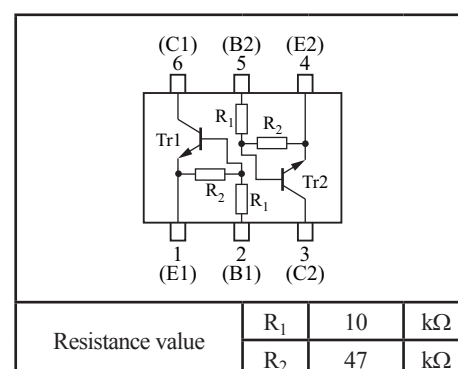 (C1) (B2) (E2)
6 5 4
R1
R2
Tr1
Tr2
R2
R1
1 2 3
(E1) (B1) (C2)
Resistance value
R1 10 kΩ
R2 47 kΩ